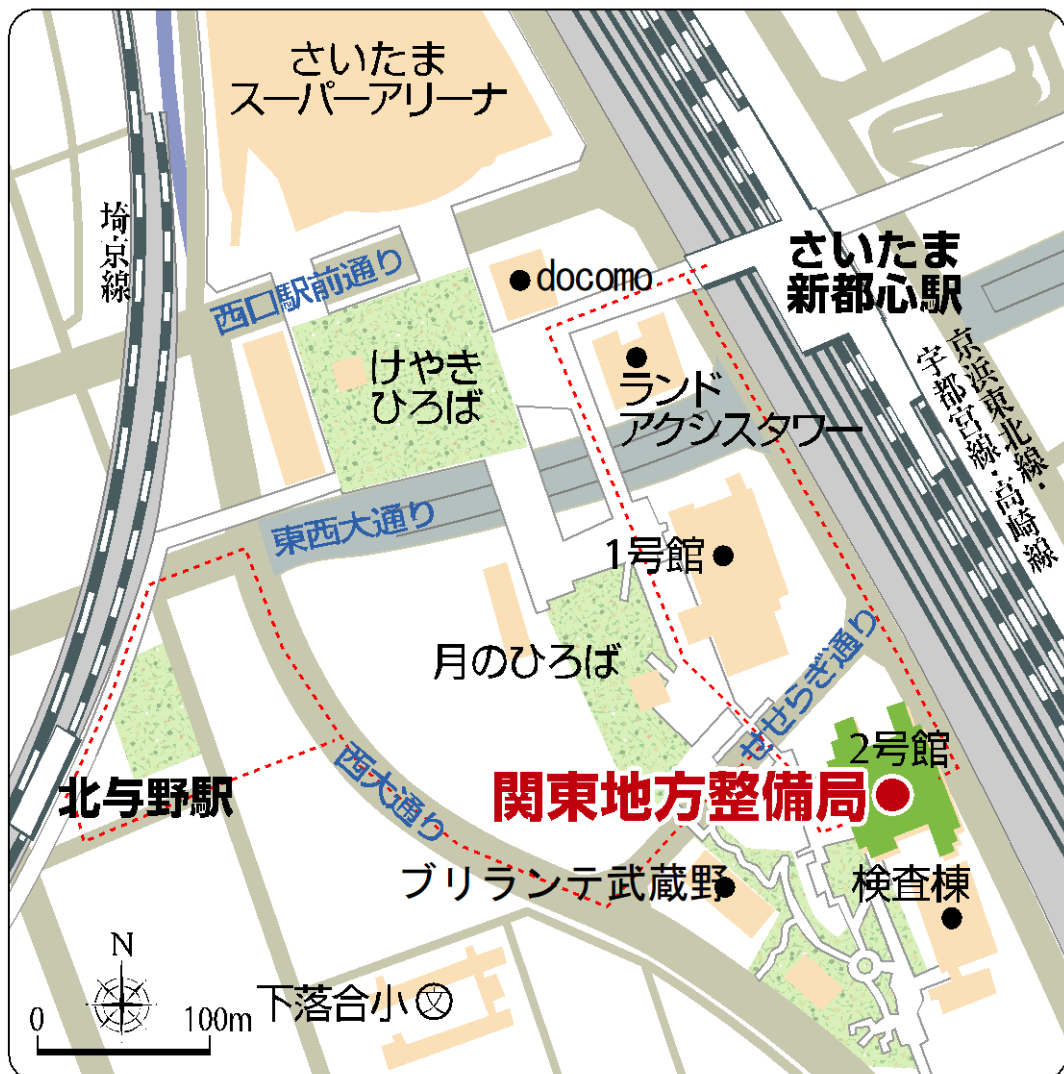 さいたま
スーパーアリーナ
埼京線
西口駅前通り
docomo
さいたま
新都心駅
けやき
ひろば
ランド
アクシスタワー
京浜東北線・
宇都宮線・高崎線
東西大通り
1号館
月のひろば
せせらぎ通り
2号館
北与野駅
西大通り
関東地方整備局
ブリランテ武蔵野
検査棟
N
0 100m
下落合小 文